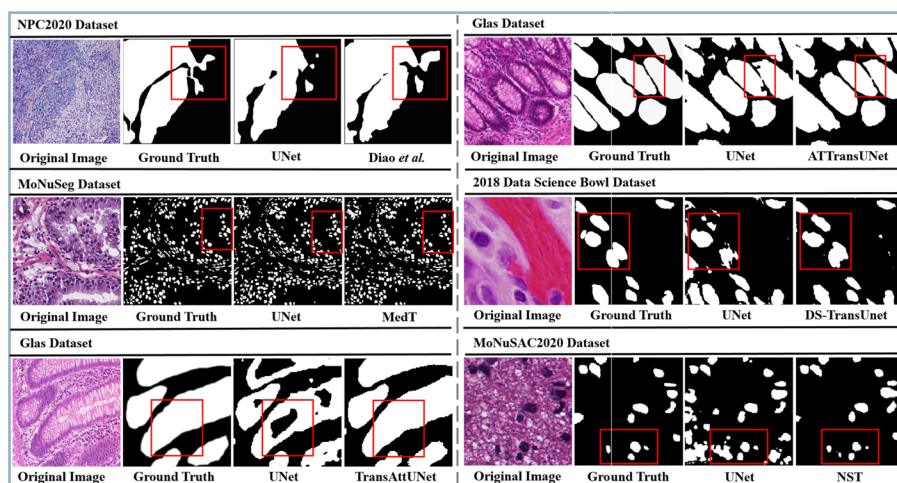 NPC2020 Dataset
Original Image Ground Truth UNet Diao et al.
MoNuSeg Dataset
Original Image Ground Truth UNet MedT
Glas Dataset
Original Image Ground Truth UNet TransAttUNet
Glas Dataset
Original Image Ground Truth UNet ATTransUNet
2018 Data Science Bowl Dataset
Original Image Ground Truth UNet DS-TransUnet
MoNuSAC2020 Dataset
Original Image Ground Truth UNet NST